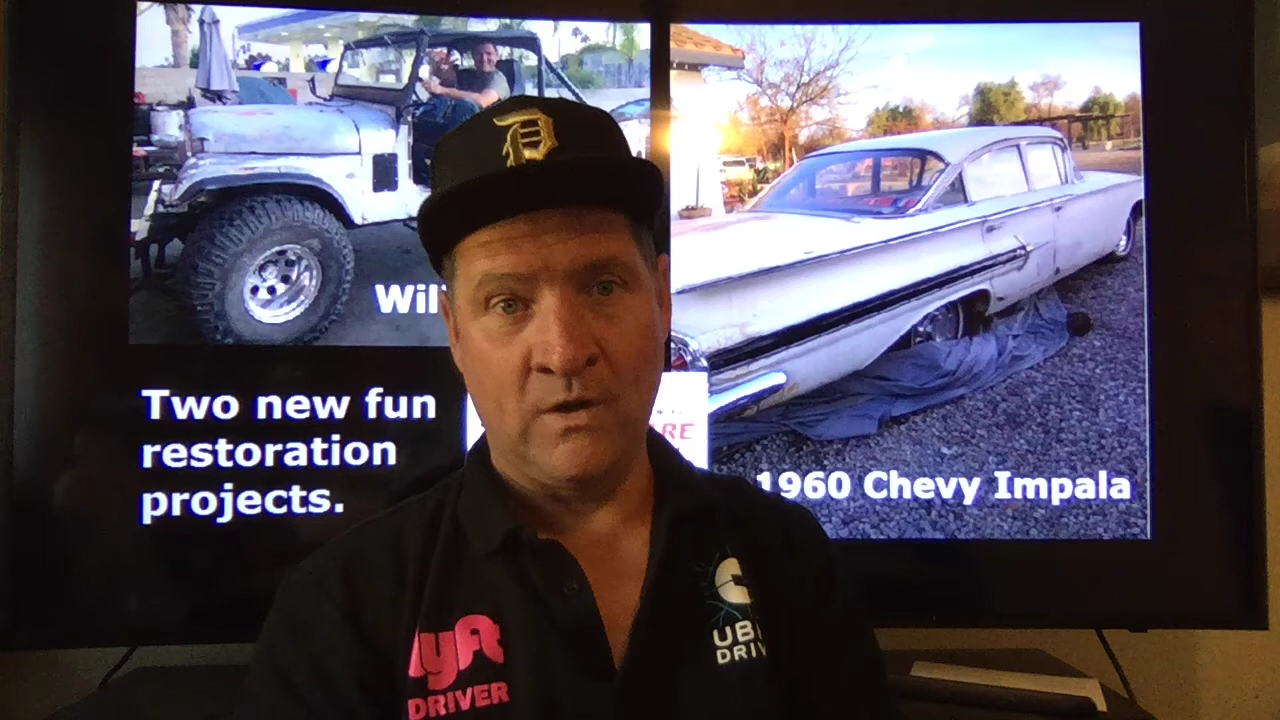 D
Two new fun
restoration
projects.
1960 Chevy Impala
lyft
DRIVER